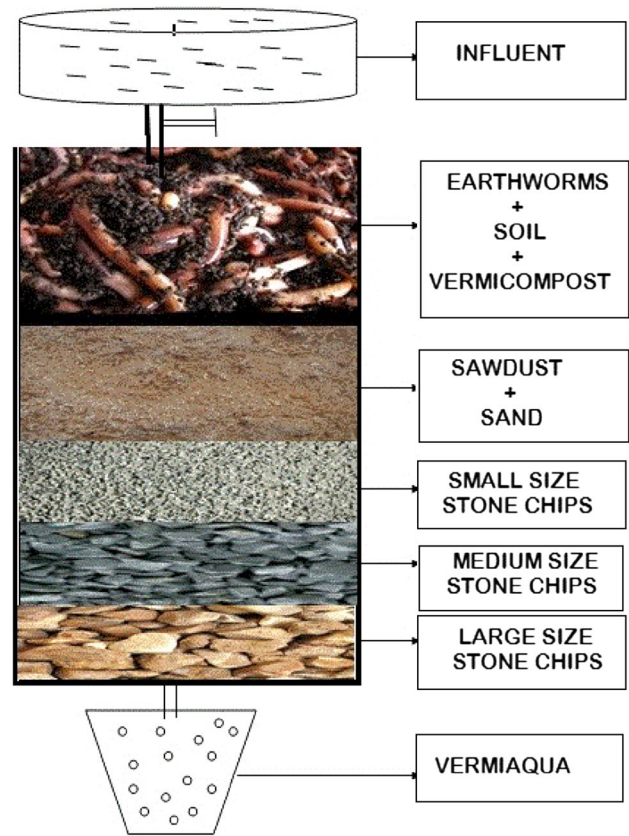 INFLUENT
EARTHWORMS
+
SOIL
+
VERMICOMPOST
SAWDUST
+
SAND
SMALL SIZE
STONE CHIPS
MEDIUM SIZE
STONE CHIPS
LARGE SIZE
STONE CHIPS
VERMIAQUA